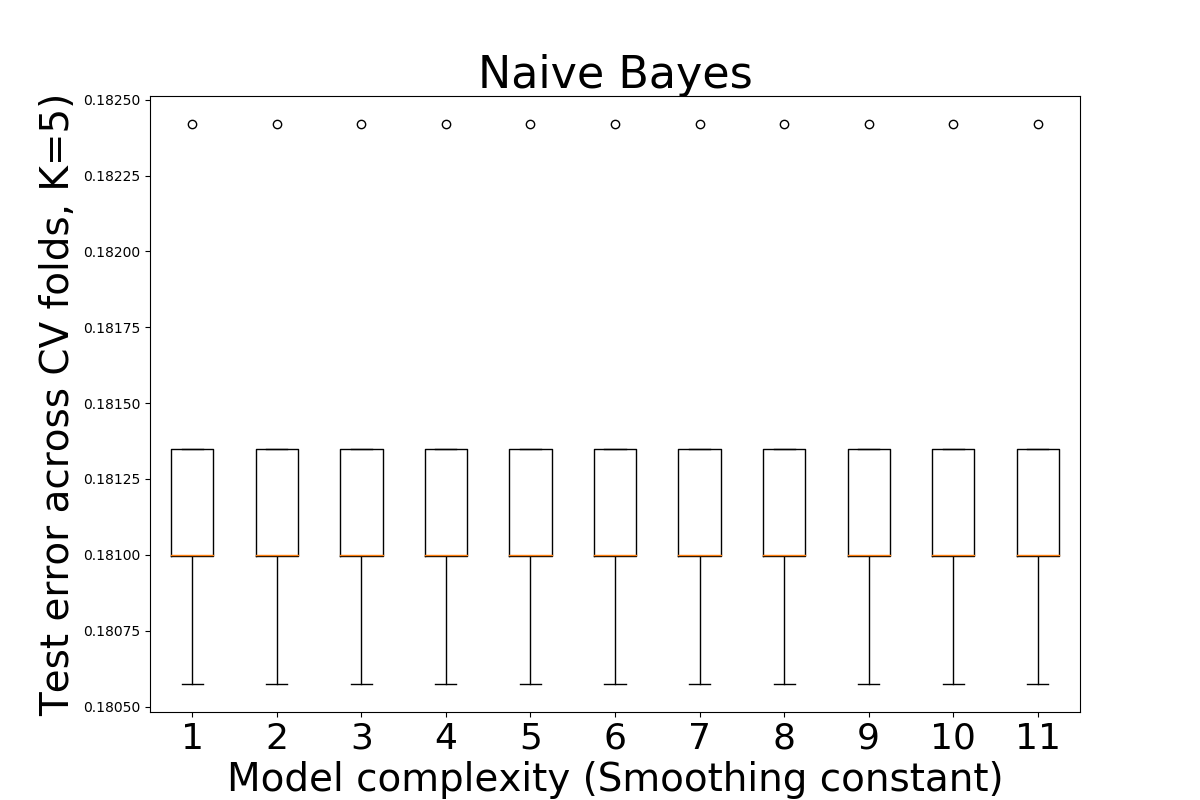 Naive Bayes
Test error across CV folds, K=5)
0.18250
0.18225
0.18200
0.18175
0.18150
0.18125
0.18100
0.18075
0.18050
1 2 3 4 5 6 7 8 9 10 11
Model complexity (Smoothing constant)